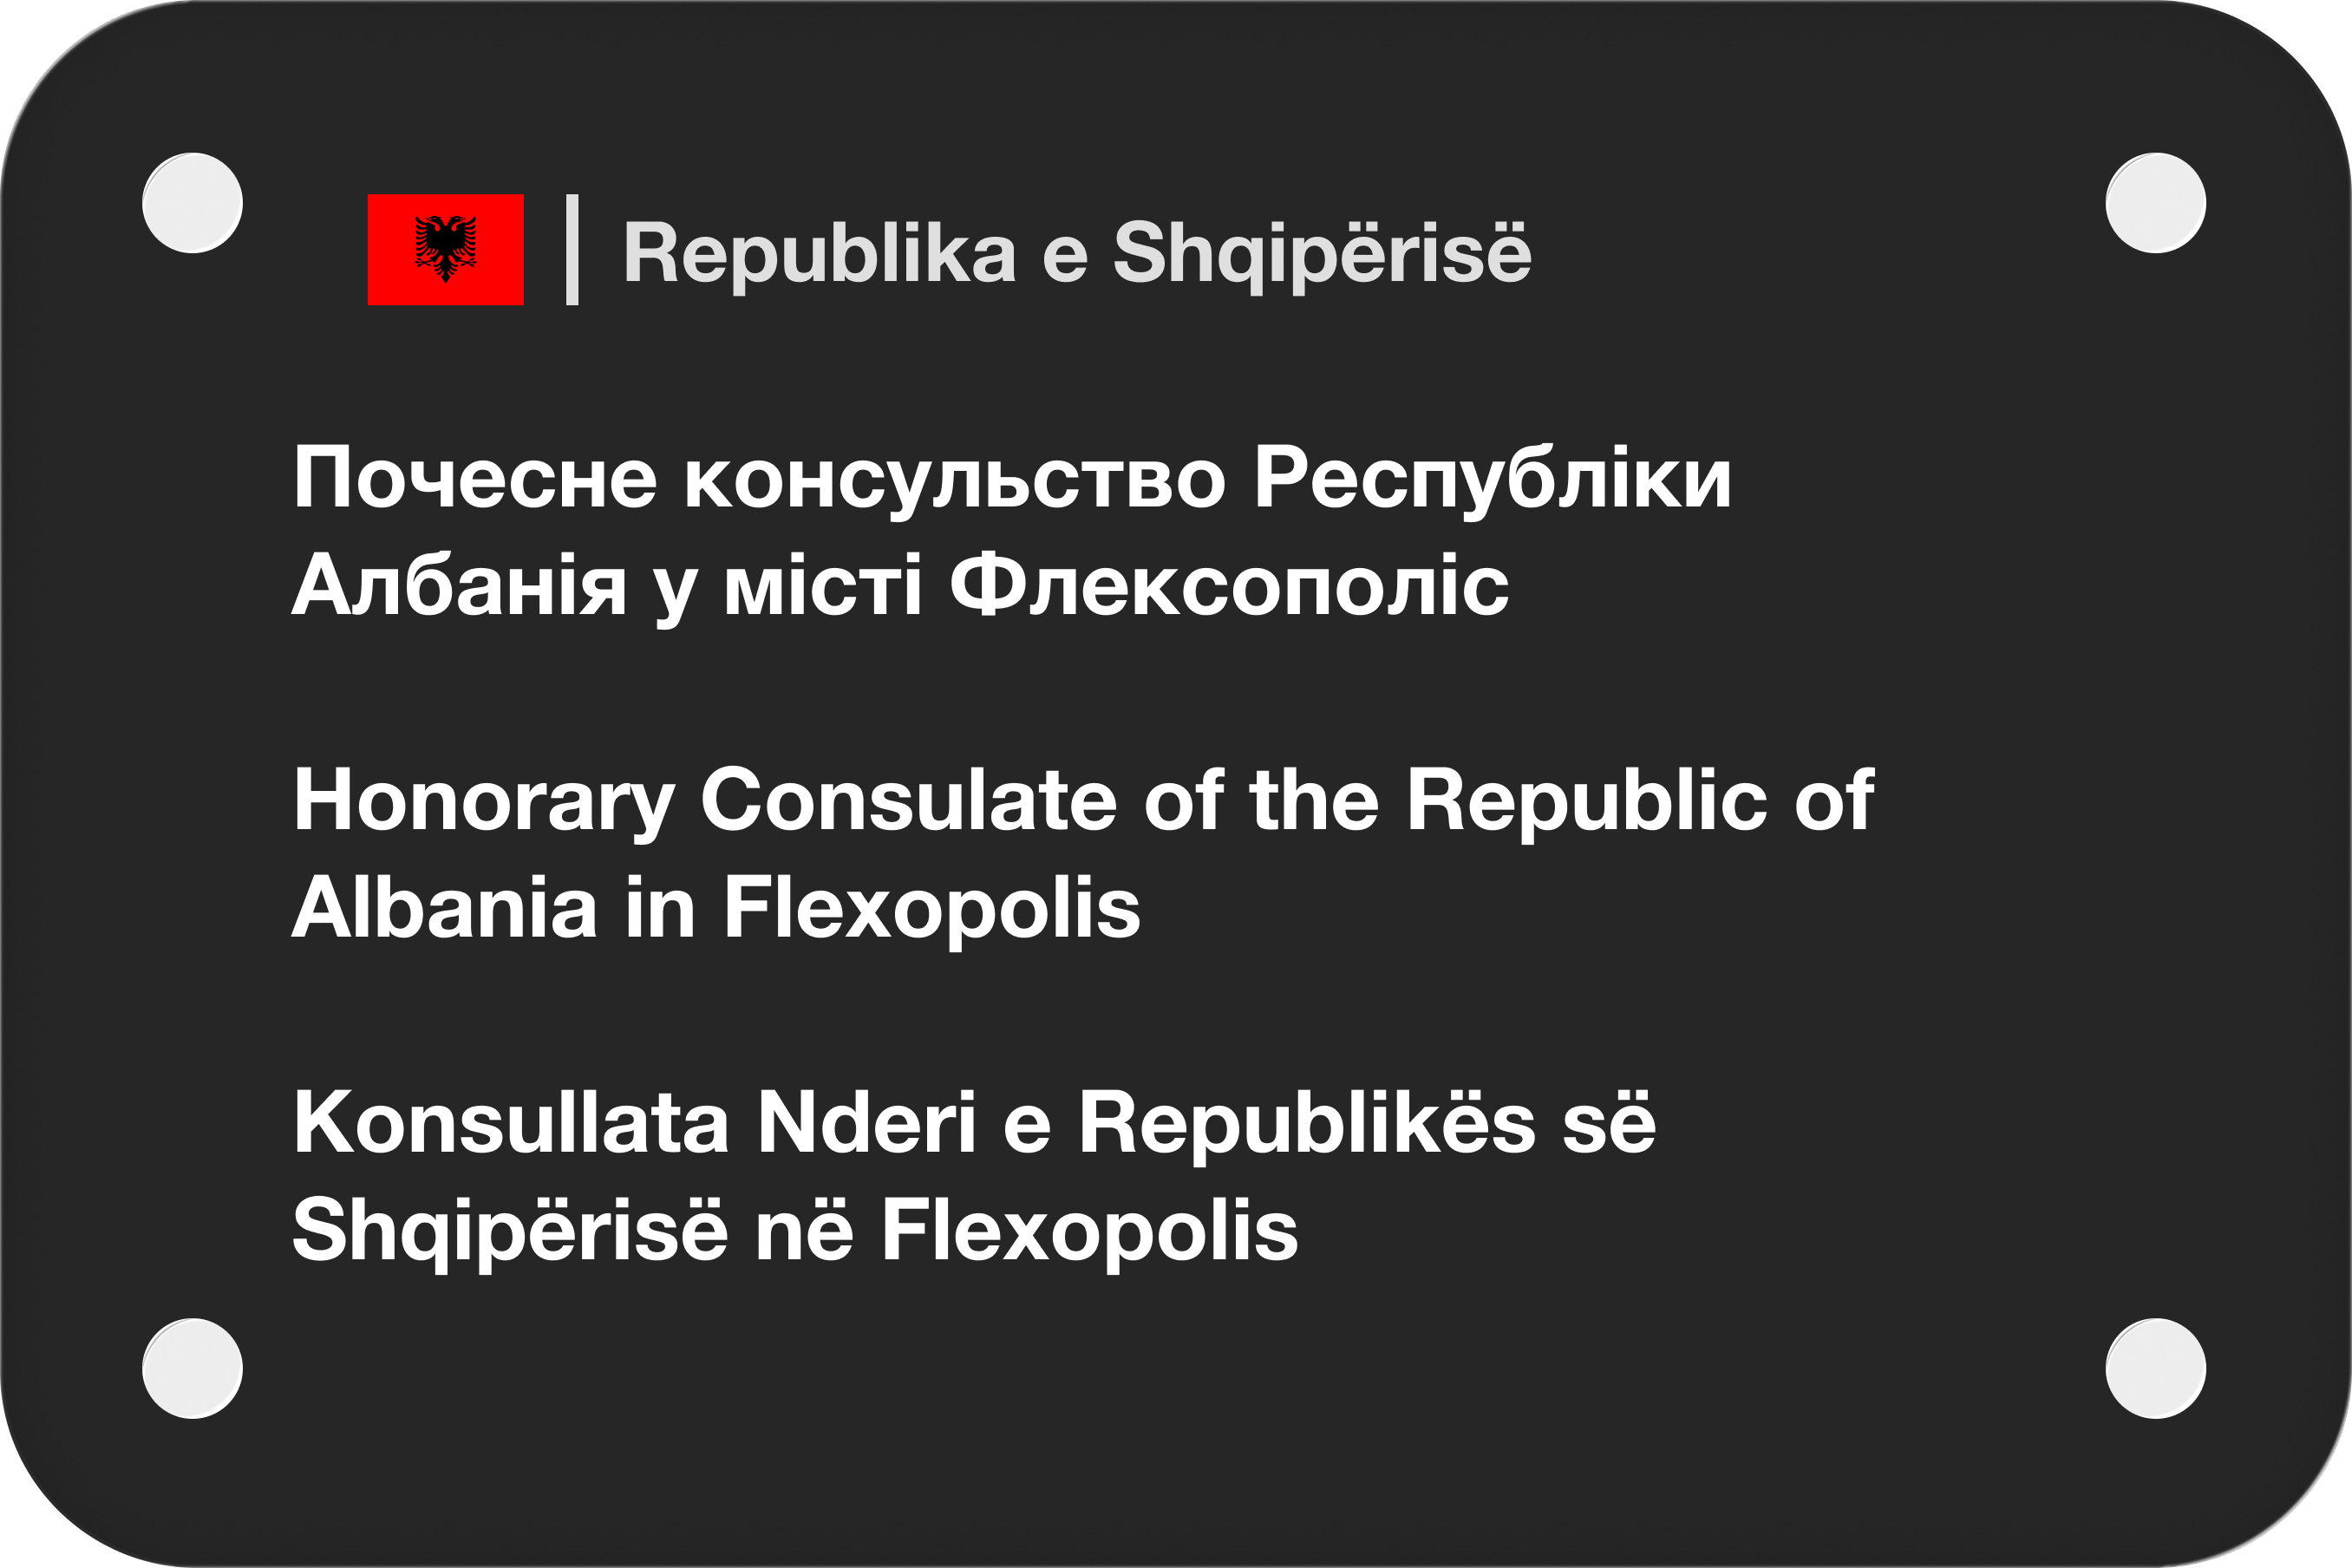 Republika e Shqipërisë
Почесне консульство Республіки
Албанія у місті Флексополіс
Honorary Consulate of the Republic of
Albania in Flexopolis
Konsullata Nderi e Republikës së
Shqipërisë në Flexopolis